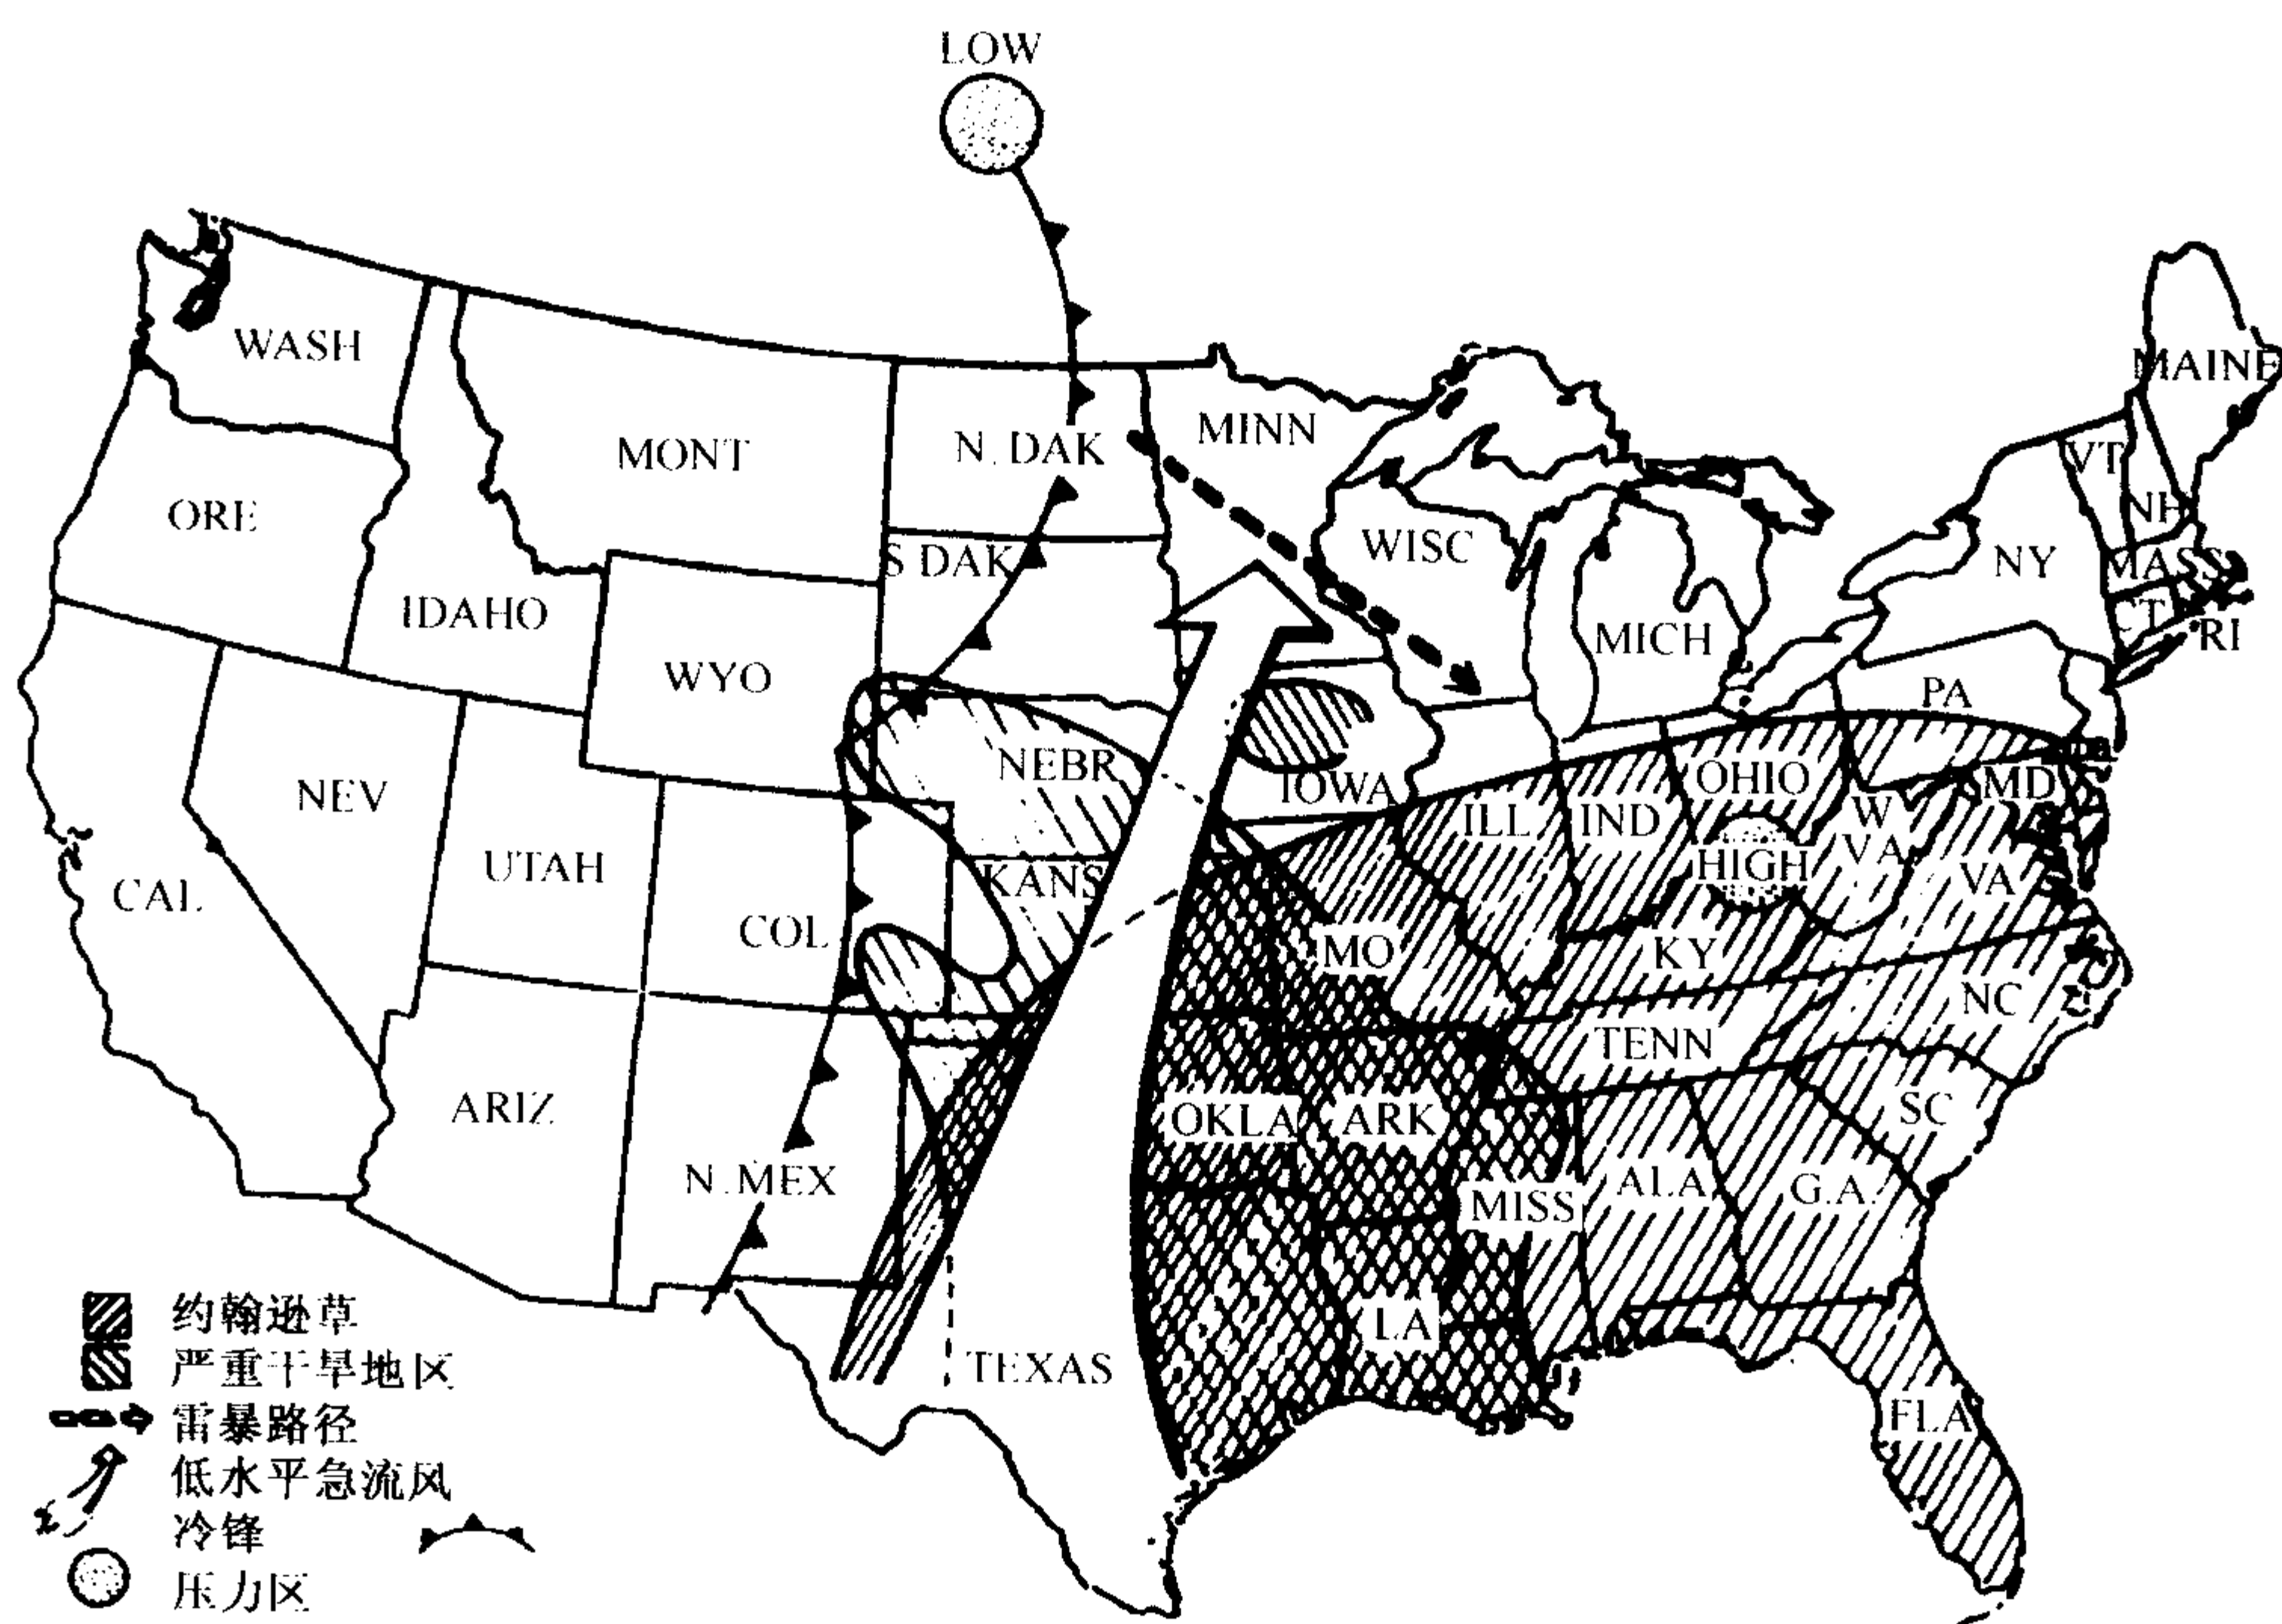 LOW
WASH
MAINE
MONT
N. DAK
MINN
VT
ORE
NH
S DAK
WISC
NY
MASS
IDAHO
CT
RI
MICH
WYO
PA
NEBR
OHIO
MD
NEV
IOWA
ILL
IND
W
VA
UTAH
KANS
HIGH
VA
CAL
COL
MO
KY
NC
TENN
ARIZ
OKLA
ARK
SC
N. MEX
MISS
ALA
G.A.
LA
TEXAS
FLA
约翰逊草
严重干旱地区
雷暴路径
低水平急流风
冷锋
压力区